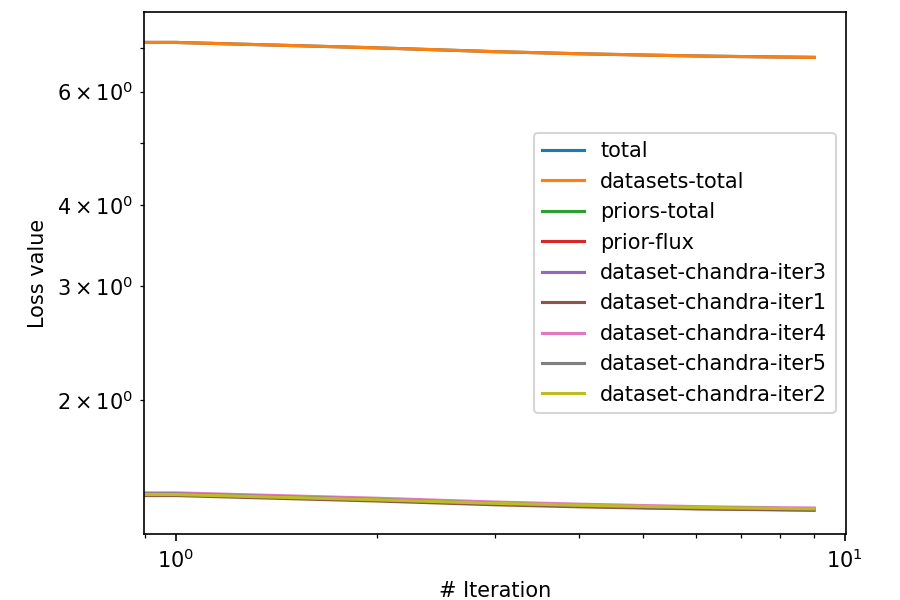 6 × 10⁰
4 × 10⁰
3 × 10⁰
2 × 10⁰
Loss value
total
datasets-total
priors-total
prior-flux
dataset-chandra-iter3
dataset-chandra-iter1
dataset-chandra-iter4
dataset-chandra-iter5
dataset-chandra-iter2
10⁰
10¹
# Iteration